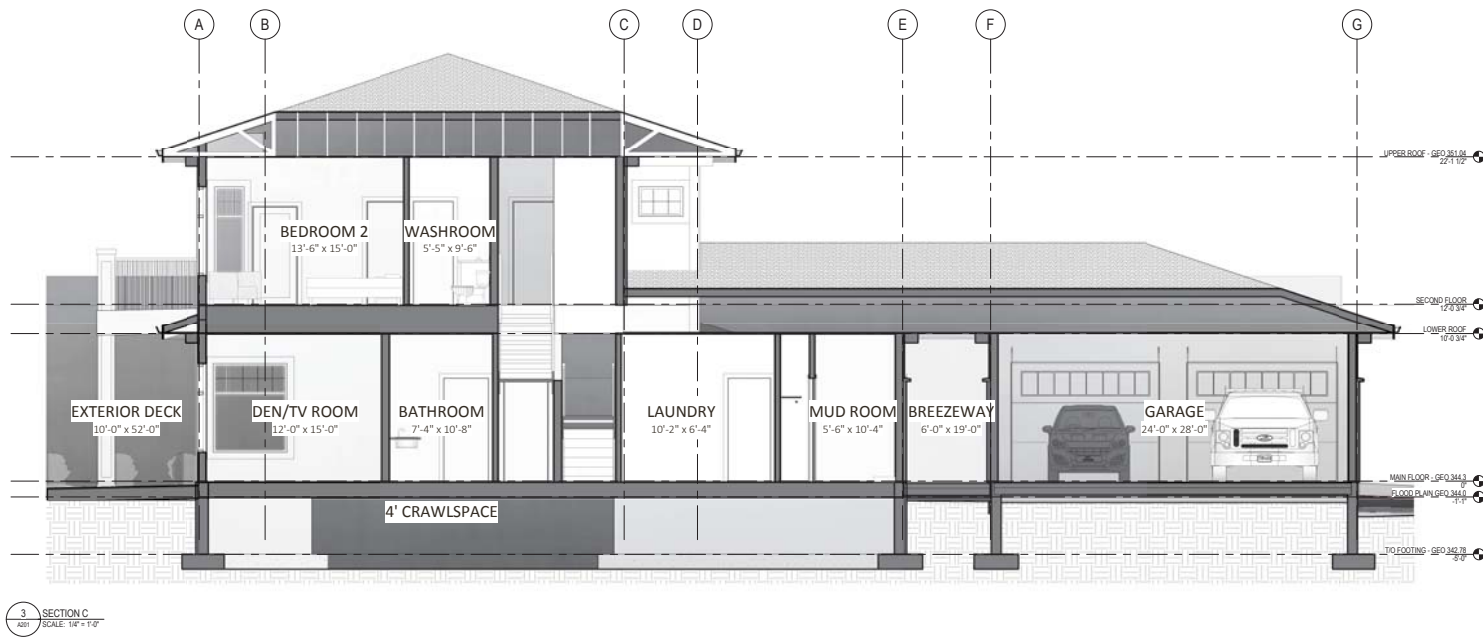 A B C D E F G
UPPER ROOF - GEO 351.04
22'-1 1/2"
BEDROOM 2
13'-6" x 15'-0"
WASHROOM
5'-5" x 9'-6"
SECOND FLOOR
12'-0 3/4"
LOWER ROOF
10'-0 3/4"
EXTERIOR DECK
10'-0" x 52'-0"
DEN/TV ROOM
12'-0" x 15'-0"
BATHROOM
7'-4" x 10'-8"
LAUNDRY
10'-2" x 6'-4"
MUD ROOM
5'-6" x 10'-4"
BREEZEWAY
6'-0" x 19'-0"
GARAGE
24'-0" x 28'-0"
MAIN FLOOR - GEO 344.3
0"
FLOOD PLAIN GEO 344.0
-1'-1"
4' CRAWLSPACE
T/O FOOTING - GEO 342.78
-5'-0"
3
A201
SECTION C
SCALE: 1/4" = 1'-0"